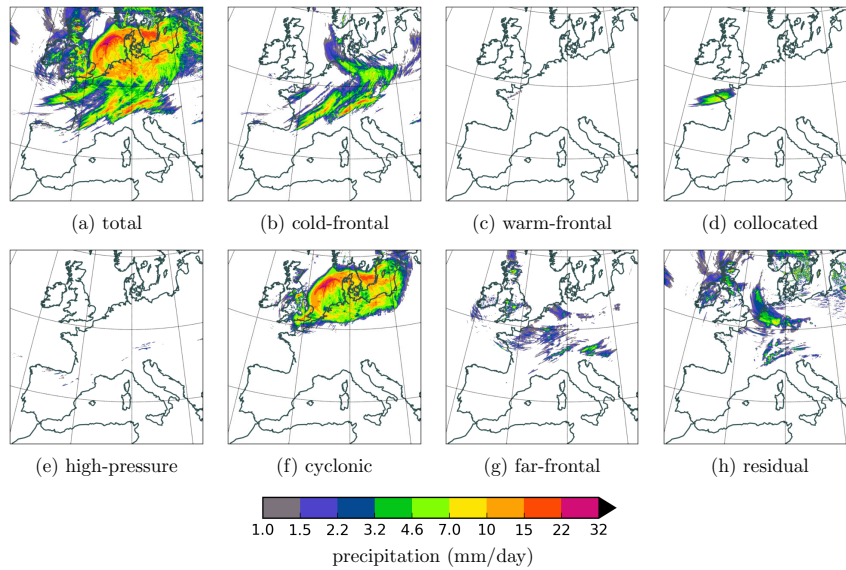 (a) total
(b) cold-frontal
(c) warm-frontal
(d) collocated
(e) high-pressure
(f) cyclonic
(g) far-frontal
(h) residual
1.0 1.5 2.2 3.2 4.6 7.0 10 15 22 32
precipitation (mm/day)